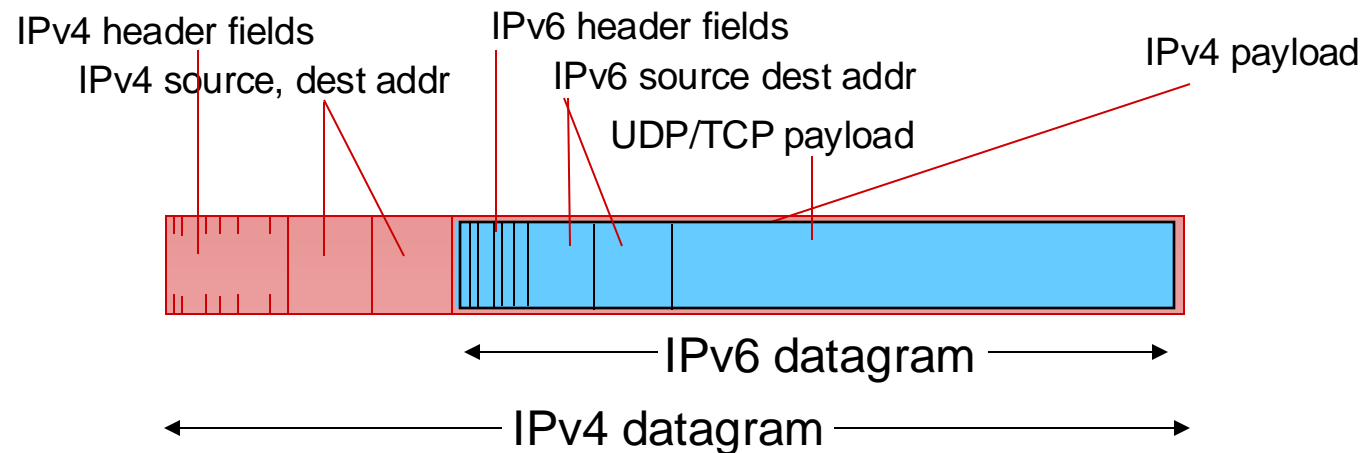 IPv4 header fields
IPv6 header fields
IPv4 payload
IPv4 source, dest addr
IPv6 source dest addr
UDP/TCP payload
IPv6 datagram
IPv4 datagram